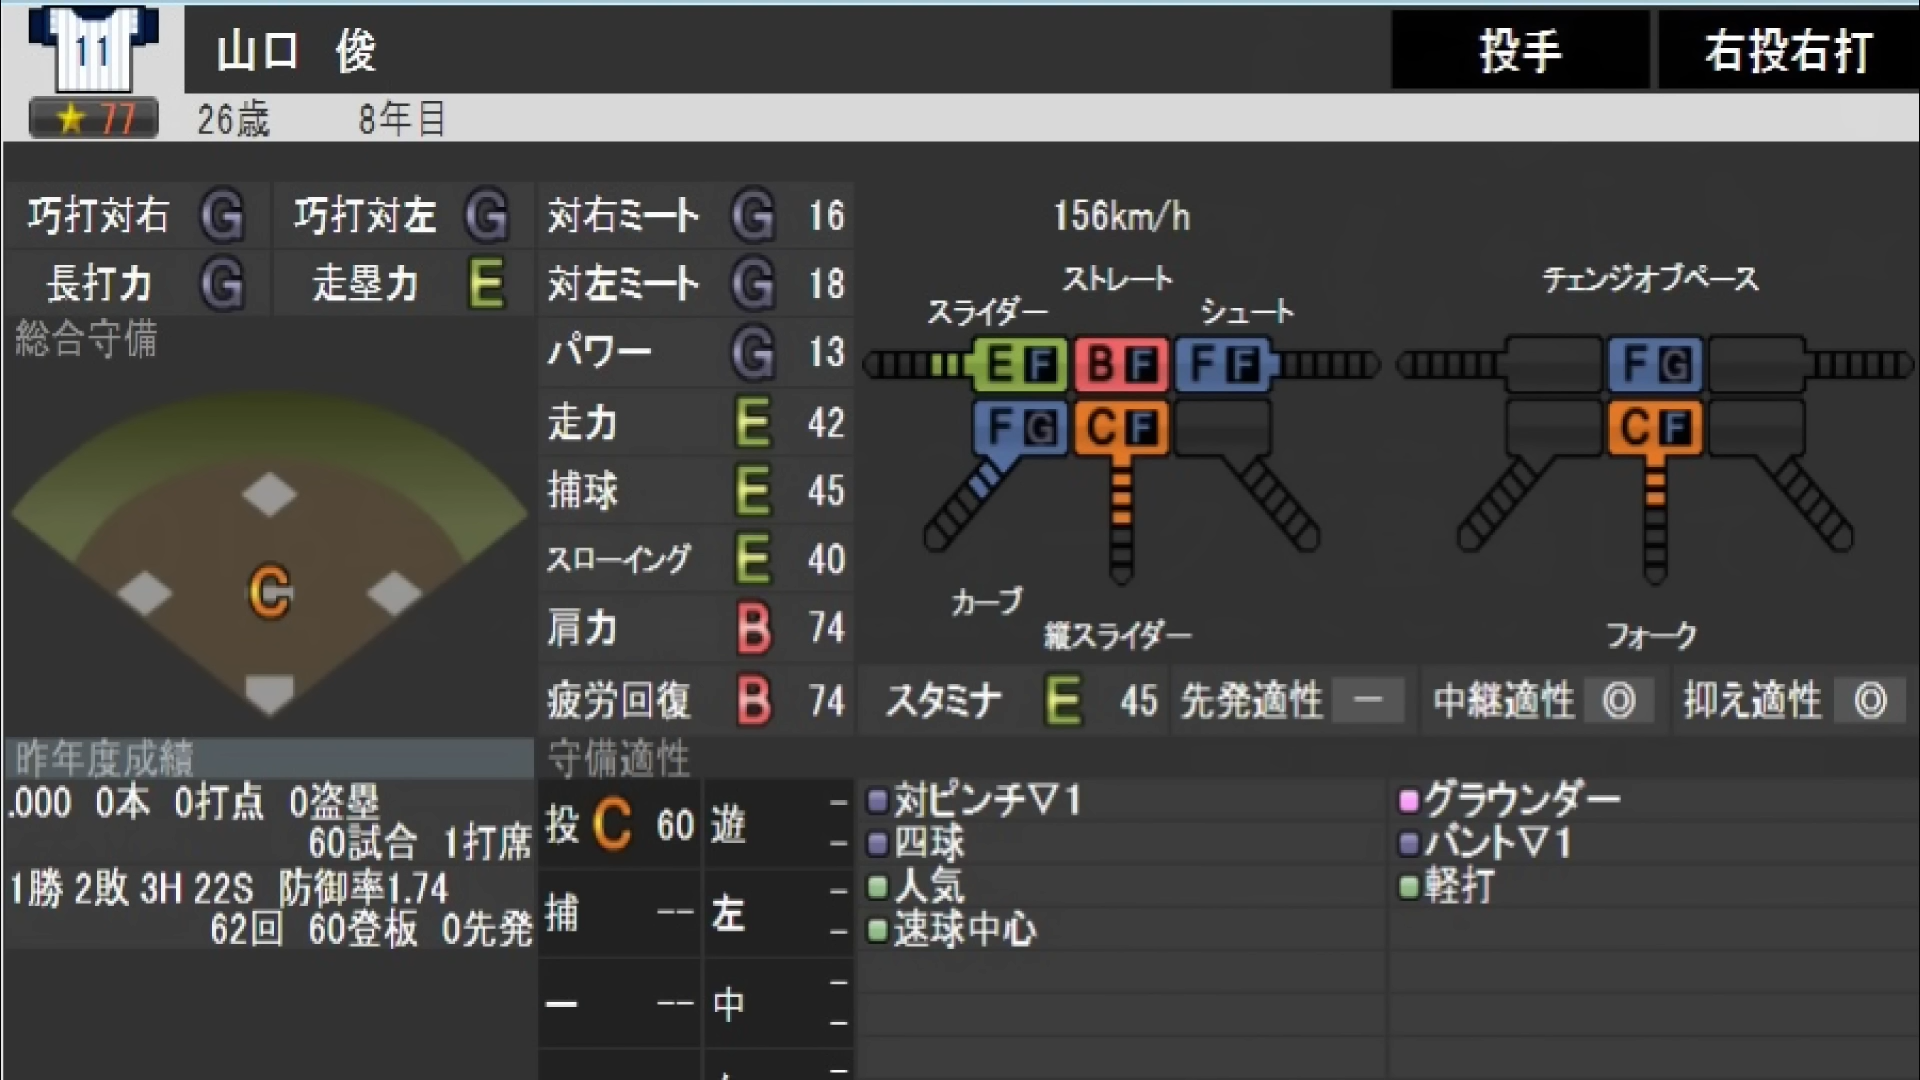 11
山口 俊
投手
右投右打
★ 77
26歳 8年目
巧打対右 G
巧打対左 G
長打力 G
走塁力 E
総合守備
C
対右ミート G 16
対左ミート G 18
パワー G 13
走力 E 42
捕球 E 45
スローイング E 40
肩力 B 74
疲労回復 B 74
156km/h
ストレート
スライダー
シュート
チェンジオブペース
E F B F F F
F G
F G C F
C F
カーブ
縦スライダー
フォーク
スタミナ E 45
先発適性 −
中継適性 ◎
抑え適性 ◎
昨年度成績
.000 0本 0打点 0盗塁
60試合 1打席
1勝 2敗 3H 22S 防御率1.74
62回 60登板 0先発
守備適性
投 C 60
遊 − −
捕 −−
左 − −
一 −−
中 − −
対ピンチ▽1
グラウンダー
四球
バント▽1
人気
軽打
速球中心